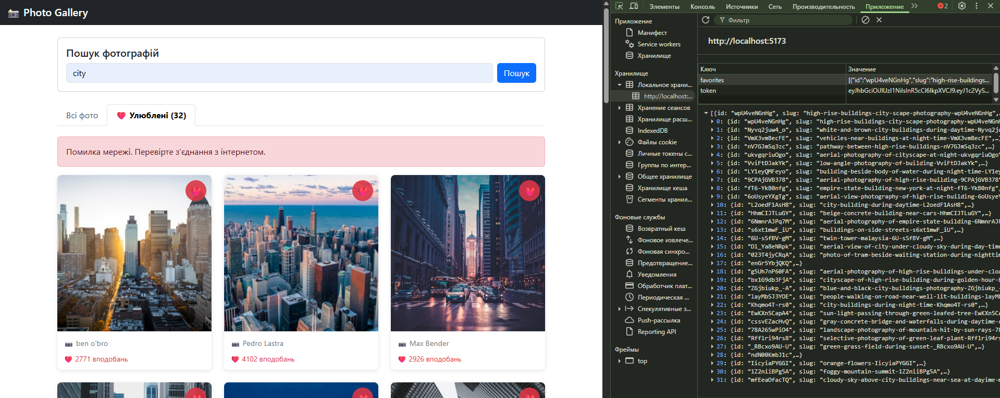 Photo Gallery
Пошук фотографій
city
Пошук
Всі фото
Улюблені (32)
Помилка мережі. Перевірте з'єднання з інтернетом.
ben o'bro
2771 вподобань
Pedro Lastra
4102 вподобань
Max Bender
2926 вподобань
Элементы Консоль Источники Сеть Производительность Приложение 2
Приложение
Манифест
Service workers
Хранилище
Хранилище
Локальное храни...
http://localhost:...
Хранение сеансов
Хранилище расш...
IndexedDB
Файлы cookie
Личные токены с...
Группы по интер...
Общее хранилище
Хранилище кеша
Сегменты хранил...
Фоновые службы
Возвратный кеш
Фоновое извлече...
Фоновая синхро...
Предотвращение...
Уведомления
Обработчик плат...
Периодическая ...
Спекулятивные з...
Push-рассылка
Reporting API
Фреймы
top
Фильтр
http://localhost:5173
Ключ Значение
favorites [{"id":"wpU4veNGnHg","slug":"high-rise-buildings...
token eyJhbGciOiJIUzI1NiIsInR5cCI6IkpXVCJ9.eyJ1c2VyS...
[{id: "wpU4veNGnHg", slug: "high-rise-buildings-city-scape-photography-wpU4veNGnHg",…
0: {id: "wpU4veNGnHg", slug: "high-rise-buildings-city-scape-photography-wpU4veNGnH
1: {id: "Nyvq2juw4_o", slug: "white-and-brown-city-buildings-during-daytime-Nyvq2ju
2: {id: "VmX3vmBecFE", slug: "vehicles-near-buildings-at-night-time-VmX3vmBecFE",…}
3: {id: "nV7GJmSq3zc", slug: "pathway-between-high-rise-buildings-nV7GJmSq3zc",…}
4: {id: "ukvgqriuOgo", slug: "aerial-photography-of-cityscape-at-night-ukvgqriuOgo"
5: {id: "VviFtDJakYk", slug: "low-angle-photography-of-building-VviFtDJakYk",…}
6: {id: "LY1eyQMFeyo", slug: "building-beside-body-of-water-during-night-time-LY1ey
7: {id: "9CPAjGVB378", slug: "aerial-photography-of-high-rise-building-9CPAjGVB378"
8: {id: "fT6-YkB0nfg", slug: "empire-state-building-new-york-at-night-fT6-YkB0nfg",
9: {id: "6oUsyeYXgTg", slug: "aerial-view-photography-of-high-rise-building-6oUsyeY
10: {id: "L2oedF1AsH8", slug: "city-building-during-daytime-L2oedF1AsH8",…}
11: {id: "HhmCIJTLuGY", slug: "beige-concrete-building-near-cars-HhmCIJTLuGY",…}
12: {id: "6NmnrAJPq7M", slug: "aerial-photography-of-empire-state-building-6NmnrAJP
13: {id: "s6xt1mwF_iU", slug: "buildings-on-side-streets-s6xt1mwF_iU",…}
14: {id: "6U-sSfBV-gM", slug: "twin-tower-malaysia-6U-sSfBV-gM",…}
15: {id: "Dl_Ya8eNRpk", slug: "aerial-view-of-city-under-cloudy-sky-during-day-time
16: {id: "023T4jyCRqA", slug: "photo-of-tram-beside-waiting-station-during-nighttim
17: {id: "enGr5YbjQKQ",…}
18: {id: "g5Uh7nP60FA", slug: "aerial-photography-of-high-rise-buildings-under-clou
19: {id: "bx1G9db3FjA", slug: "cityscape-of-high-rise-building-during-golden-hour-b
20: {id: "ZGjbiukp_-A", slug: "blue-and-black-city-buildings-photography-ZGjbiukp_-
21: {id: "layMbSJ3YOE", slug: "people-walking-on-road-near-well-lit-buildings-layMb
22: {id: "Khqmo4T-rs0", slug: "city-buildings-during-night-time-Khqmo4T-rs0",…}
23: {id: "EwKXn5CapA4", slug: "sun-light-passing-through-green-leafed-tree-EwKXn5Ca
24: {id: "cssvEZacHvQ", slug: "gray-concrete-bridge-and-waterfalls-during-daytime-c
25: {id: "78A265wPiO4", slug: "landscape-photography-of-mountain-hit-by-sun-rays-78
26: {id: "Rfflri94rs8", slug: "selective-photography-of-green-leaf-plant-Rfflri94rs
27: {id: "_RBcxo9AU-U", slug: "green-grass-field-during-sunset-_RBcxo9AU-U",…}
28: {id: "ndN00KmbJ1c",…}
29: {id: "IicyiaPYGGI", slug: "orange-flowers-IicyiaPYGGI",…}
30: {id: "1Z2niiBPg5A", slug: "foggy-mountain-summit-1Z2niiBPg5A",…}
31: {id: "mfEeaOfacTQ", slug: "cloudy-sky-above-city-buildings-near-sea-at-dayime-m